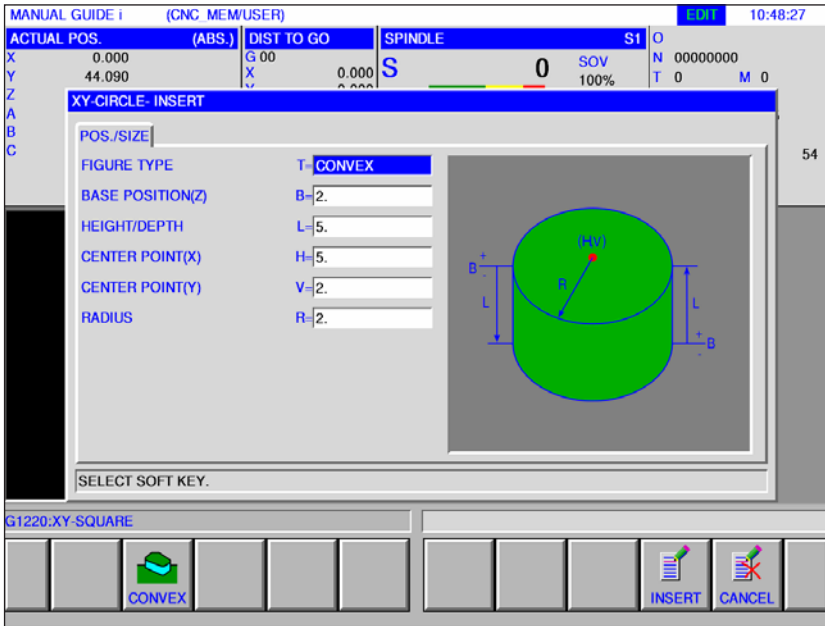 MANUAL GUIDE i (CNC_MEM/USER) EDIT 10:48:27
ACTUAL POS. (ABS.) DIST TO GO SPINDLE S1 O
X 0.000 G 00 S 0 SOV N 00000000
Y 44.090 X 0.000 100% T 0 M 0
Z
A
B
C 54
XY-CIRCLE- INSERT
POS./SIZE
FIGURE TYPE T=CONVEX
BASE POSITION(Z) B=2.
HEIGHT/DEPTH L=5.
CENTER POINT(X) H=5.
CENTER POINT(Y) V=2.
RADIUS R=2.
(H,V)
+
B
-
R
L
L
+
B
-
SELECT SOFT KEY.
G1220:XY-SQUARE
CONVEX INSERT CANCEL